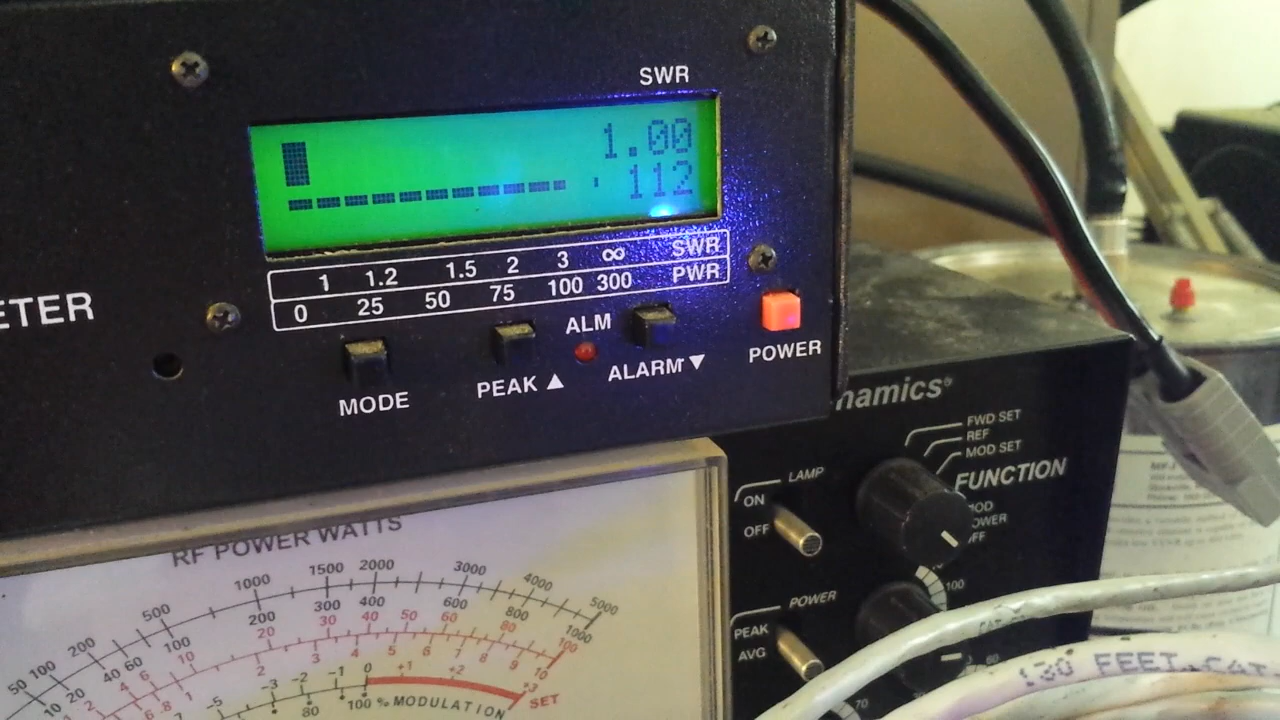 SWR
1.00
112
1 1.2 1.5 2 3 ∞ SWR
0 25 50 75 100 300 PWR
ETER
ALM
MODE
PEAK ▲
ALARM ▼
POWER
namics
FWD SET
REF
MOD SET
FUNCTION
LAMP
ON
OFF
POWER
PEAK
AVG
100
60
70
RF POWER WATTS
50 100 200 500 1000 1500 2000 3000 4000 5000
10 20 40 60 100 200 300 400 600 800 1000
4 6 10 20 30 40 50 60 80 100
6 8 1 2 3 4 5 6 7 8 9 10
-5 -3 -2 -1 0 +1 +2 +3 SET
80 100 % MODULATION
130 FEET CAT